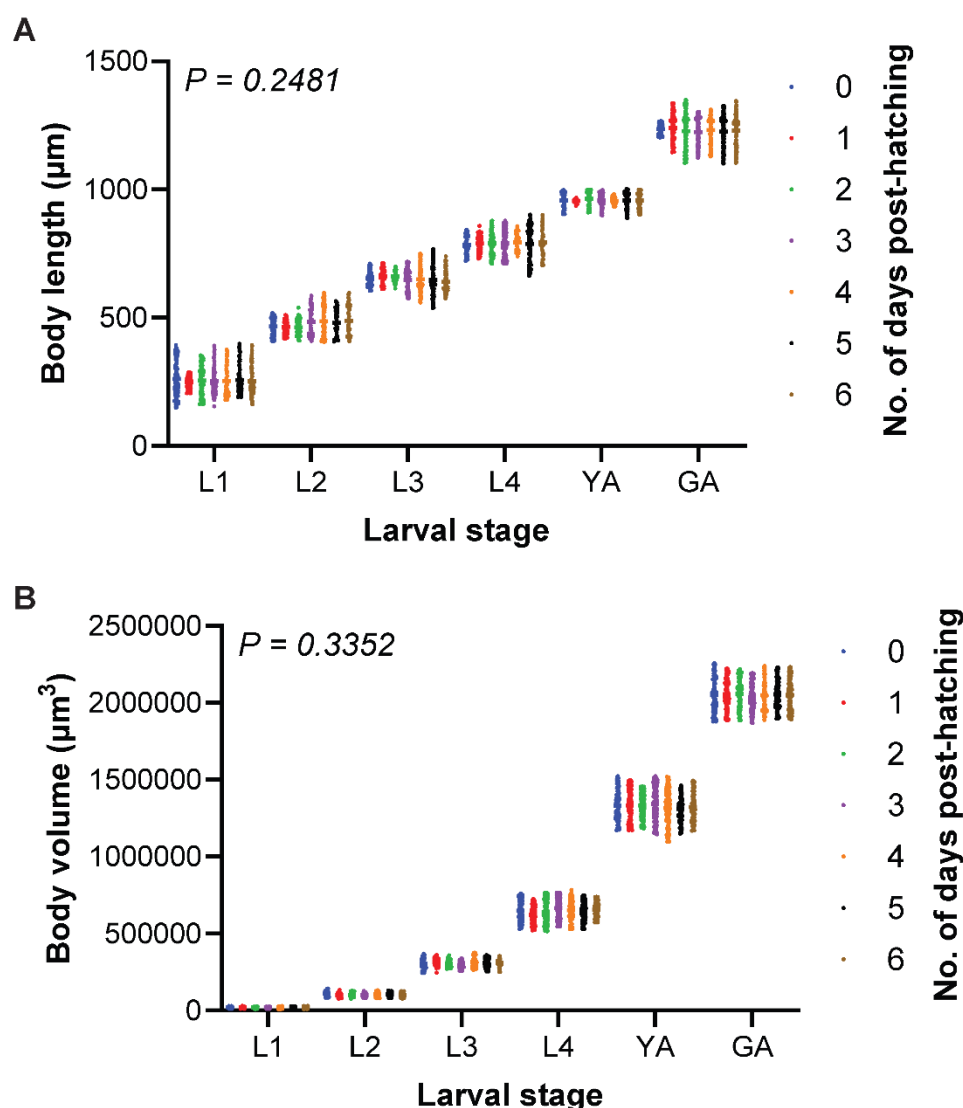 A
P = 0.2481
Body length (µm)
1500
1000
500
0
L1 L2 L3 L4 YA GA
Larval stage
0
1
2
3
4
5
6
No. of days post-hatching
B
P = 0.3352
Body volume (µm³)
2500000
2000000
1500000
1000000
500000
0
L1 L2 L3 L4 YA GA
Larval stage
0
1
2
3
4
5
6
No. of days post-hatching